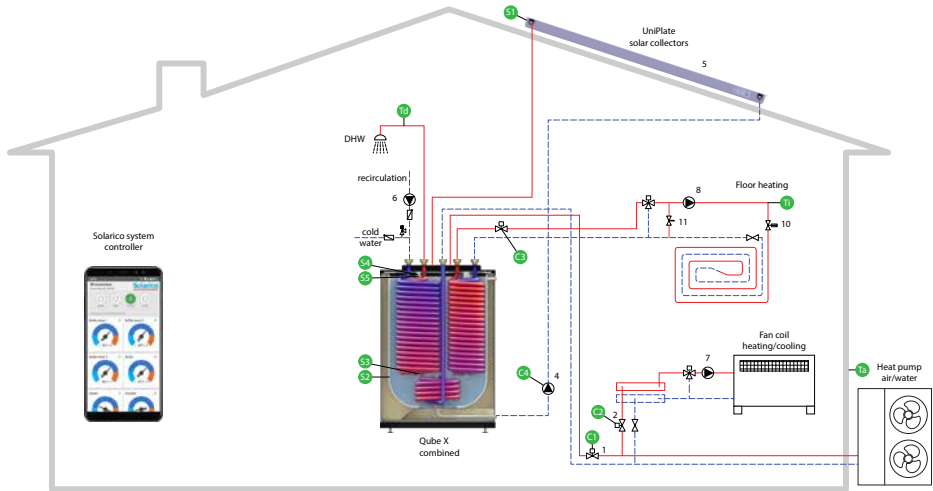 S1
UniPlate
solar collectors
5
Td
DHW
recirculation
6
8
Floor heating
Ti
11
10
cold
water
C3
Solarico system
controller
S4
S5
Solarico
S3
S2
C4
4
Fan coil
heating/cooling
7
Ta
Heat pump
air/water
C2
2
C1
1
Qube X
combined